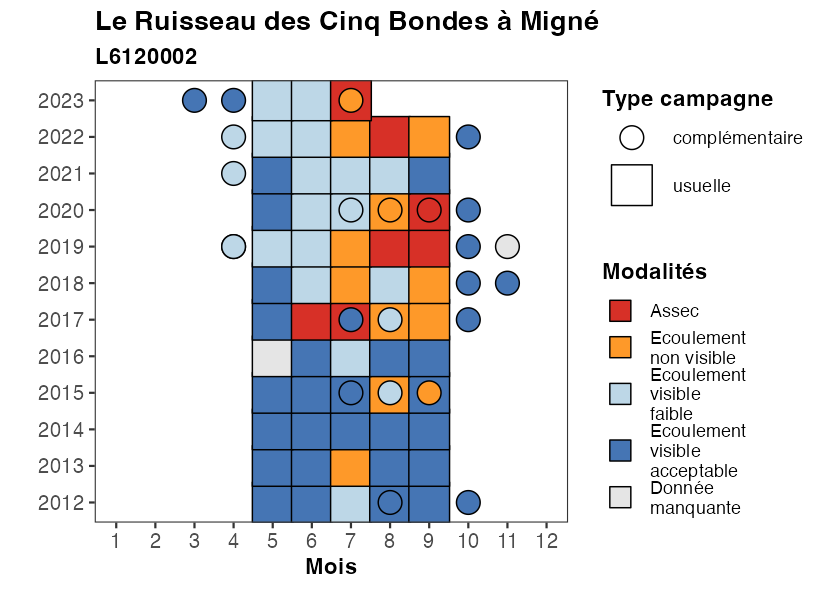 Le Ruisseau des Cinq Bondes à Migné
L6120002
2023
2022
2021
2020
2019
2018
2017
2016
2015
2014
2013
2012
1 2 3 4 5 6 7 8 9 10 11 12
Mois
Type campagne
complémentaire
usuelle
Modalités
Assec
Ecoulement
non visible
Ecoulement
visible
faible
Ecoulement
visible
acceptable
Donnée
manquante